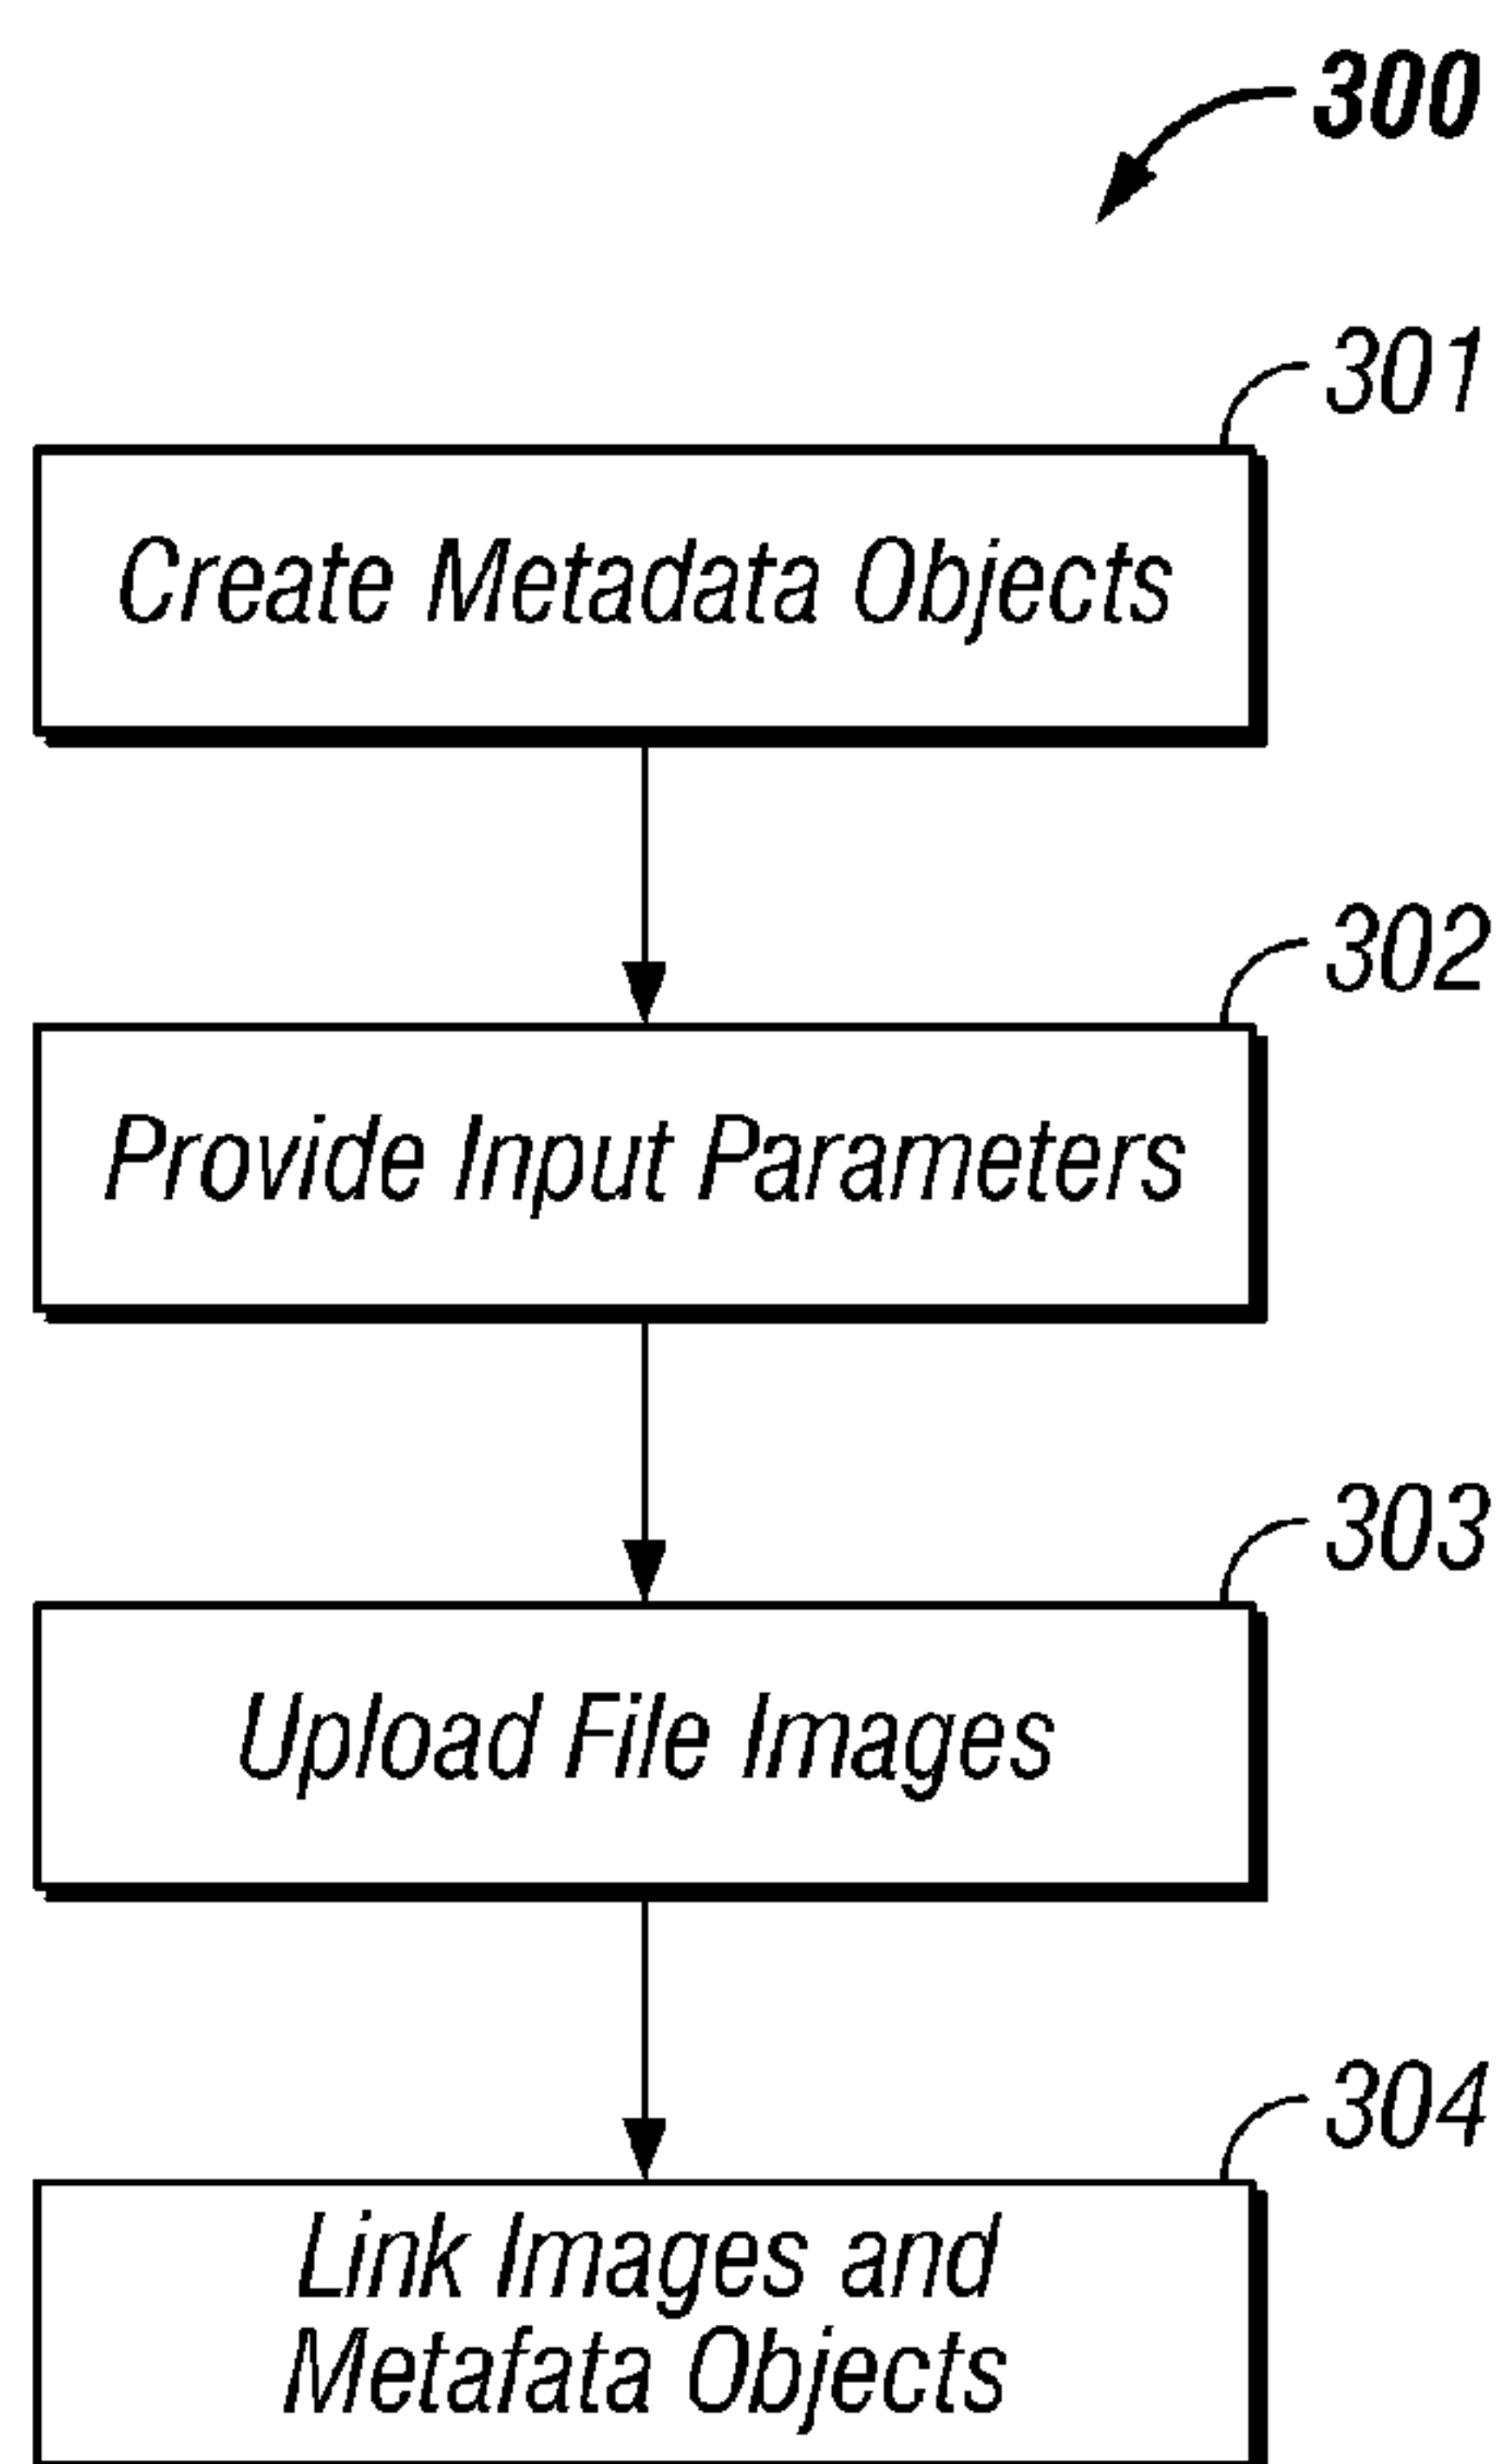 300
301
Create Metadata Objects
302
Provide Input Parameters
303
Upload File Images
304
Link Images and
Metafata Objects